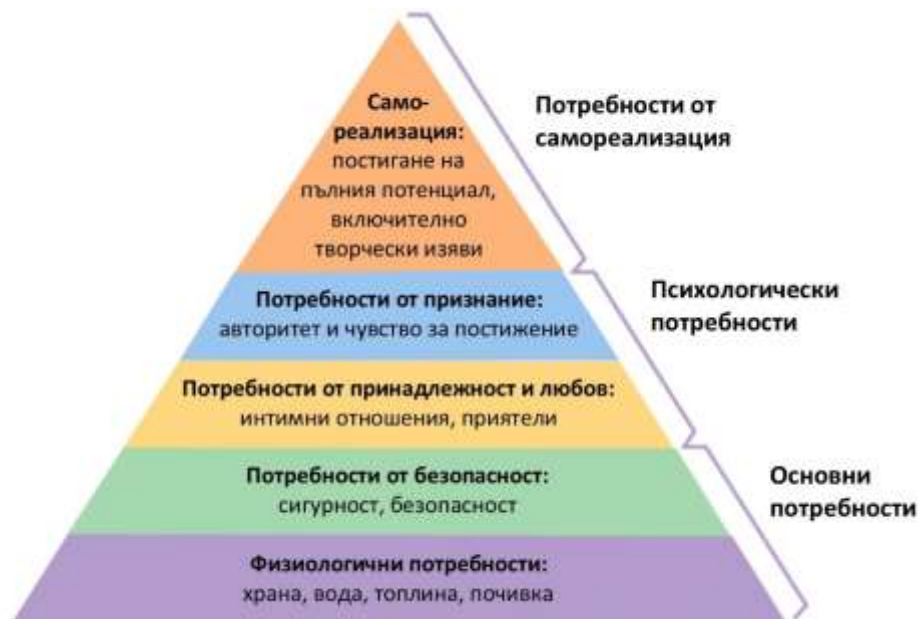 Само-
реализация:
постигане на
пълния потенциал,
включително
творчески изяви
Потребности от признание:
авторитет и чувство за постижение
Потребности от принадлежност и любов:
интимни отношения, приятели
Потребности от безопасност:
сигурност, безопасност
Физиологични потребности:
храна, вода, топлина, почивка
Потребности от
самореализация
Психологически
потребности
Основни
потребности